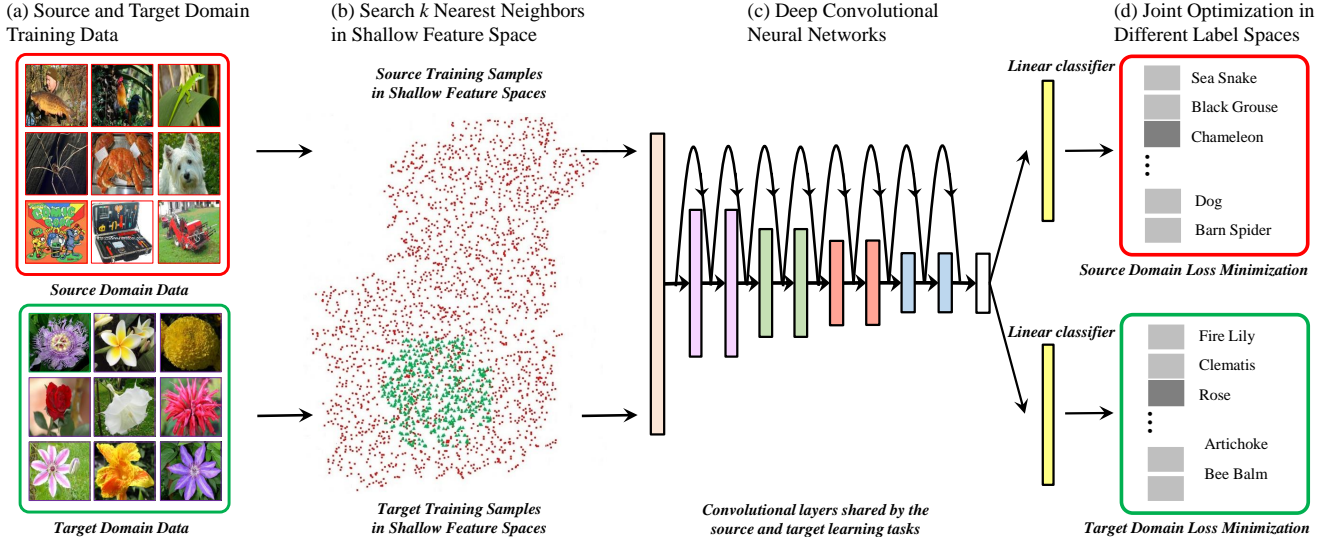 (a) Source and Target Domain
Training Data
Source Domain Data
Target Domain Data
(b) Search k Nearest Neighbors
in Shallow Feature Space
Source Training Samples
in Shallow Feature Spaces
Target Training Samples
in Shallow Feature Spaces
(c) Deep Convolutional
Neural Networks
Convolutional layers shared by the
source and target learning tasks
Linear classifier
Linear classifier
(d) Joint Optimization in
Different Label Spaces
Sea Snake
Black Grouse
Chameleon
Dog
Barn Spider
Source Domain Loss Minimization
Fire Lily
Clematis
Rose
Artichoke
Bee Balm
Target Domain Loss Minimization